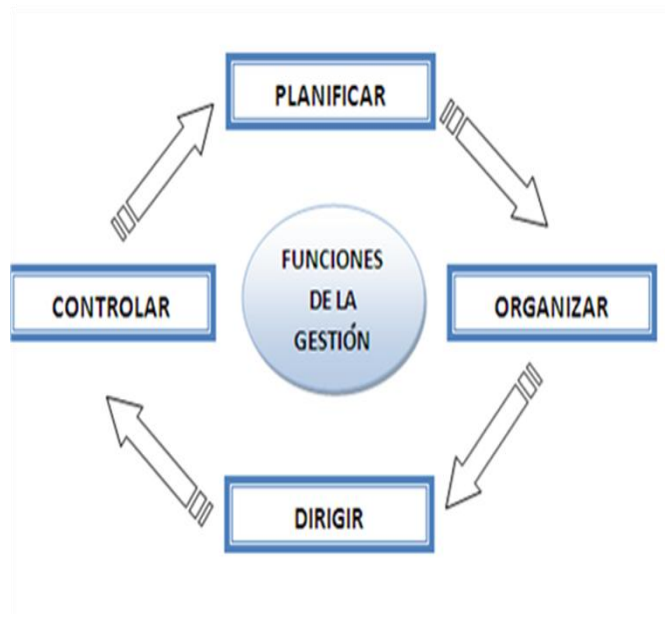 PLANIFICAR
FUNCIONES
DE LA
GESTIÓN
CONTROLAR
ORGANIZAR
DIRIGIR